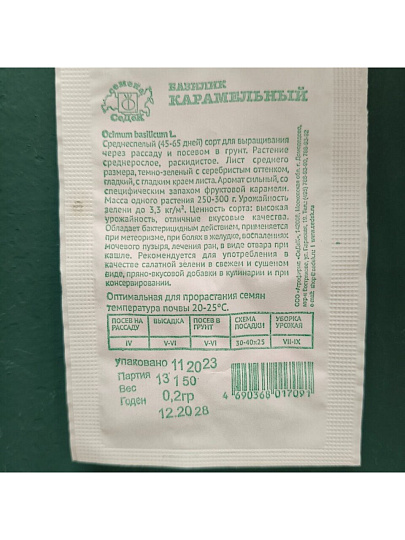 семена
СеДеК
БАЗИЛИК
КАРАМЕЛЬНЫЙ
Ocimum basilicum L.
Среднеспелый (45-65 дней) сорт для выращивания
через рассаду и посевом в грунт. Растение
среднерослое, раскидистое. Лист среднего
размера, темно-зеленый с серебристым оттенком,
гладкий, с гладким краем листа. Аромат сильный, со
специфическим запахом фруктовой карамели.
Масса одного растения 250-300 г. Урожайность
зелени до 3,3 кг/м². Ценность сорта: высокая
урожайность, отличные вкусовые качества.
Обладает бактерицидным действием, применяется
при метеоризме, при болях в желудке, воспалениях
мочевого пузыря, лечения ран, в виде отвара при
кашле. Рекомендуется для употребления в
качестве салатной зелени в свежем и сушеном
виде, пряно-вкусовой добавки в кулинарии и при
консервировании.
Оптимальная для прорастания семян
температура почвы 20-25°С.
ПОСЕВ НА РАССАДУ ВЫСАДКА ПОСЕВ В ГРУНТ СХЕМА ПОСАДКИ УБОРКА УРОЖАЯ
IV V-VI V-VI 30-40x25 VII-IX
упаковано 11 2023
Партия 13 150
Вес 0,2гр
Годен 12.2028
4 690368 017091